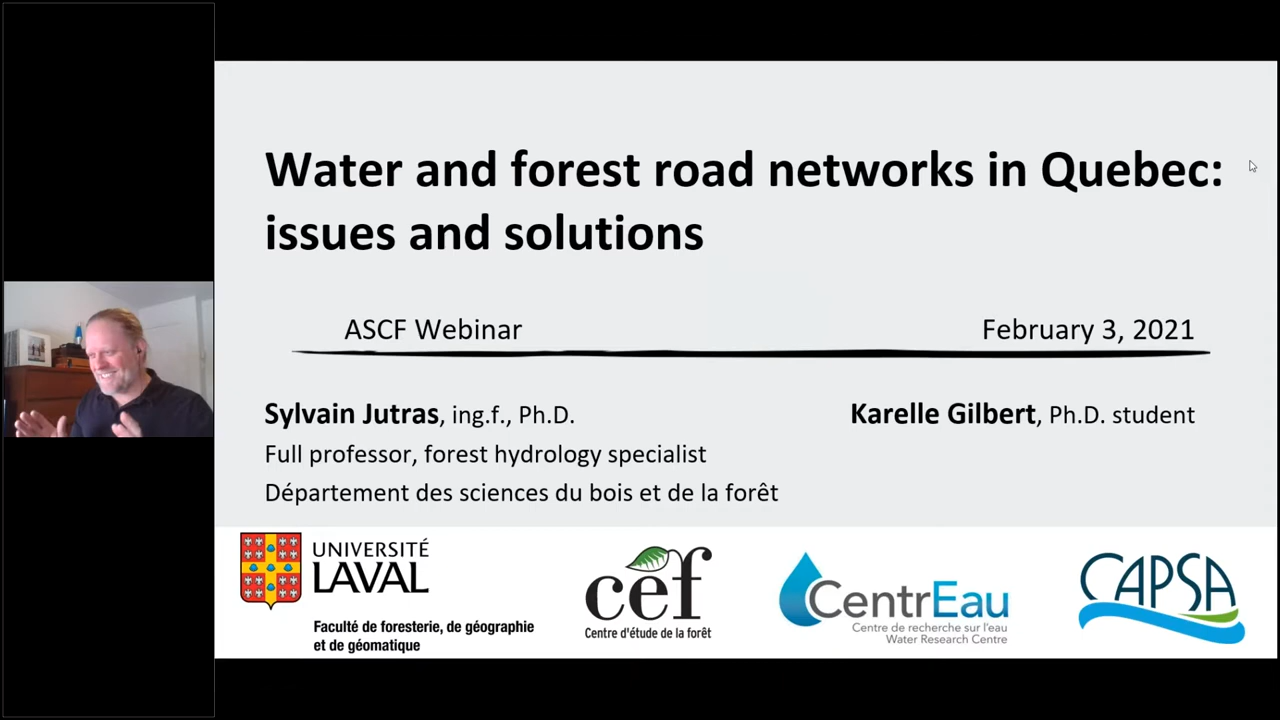 Water and forest road networks in Quebec:
issues and solutions
ASCF Webinar
February 3, 2021
Sylvain Jutras, ing.f., Ph.D.
Karelle Gilbert, Ph.D. student
Full professor, forest hydrology specialist
Département des sciences du bois et de la forêt
UNIVERSITÉ
LAVAL
Faculté de foresterie, de géographie
et de géomatique
cef
Centre d'étude de la forêt
CentrEau
Centre de recherche sur l'eau
Water Research Centre
CAPSA